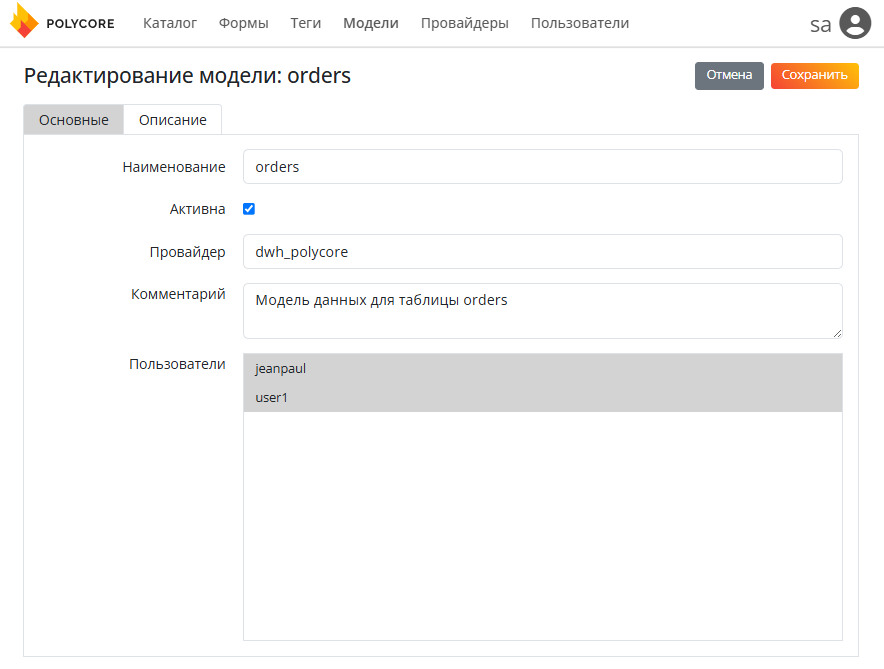 POLYCORE Каталог Формы Теги Модели Провайдеры Пользователи sa
Редактирование модели: orders Отмена Сохранить
Основные Описание
Наименование orders
Активна
Провайдер dwh_polycore
Комментарий Модель данных для таблицы orders
Пользователи jeanpaul
user1